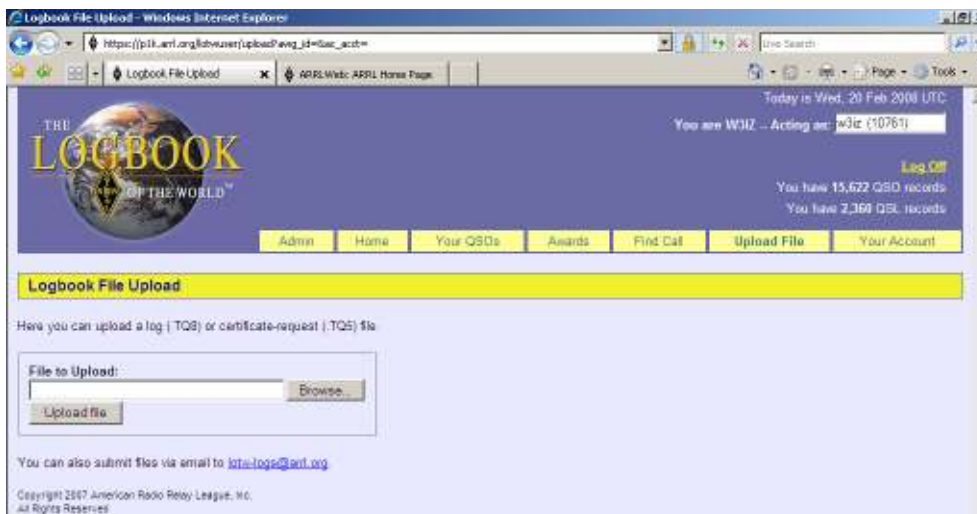 Logbook File Upload - Windows Internet Explorer
Live Search
Logbook File Upload
ARRLWeb: ARRL Home Page
Page
Tools
Today is Wed, 20 Feb 2008 UTC
You are W3IZ -- Acting as: w3iz (10761)
THE
LOGBOOK
OF THE WORLD
Log Off
You have 15,622 QSO records
You have 2,360 QSL records
Admin Home Your QSOs Awards Find Call Upload File Your Account
Logbook File Upload
Here you can upload a log (.TQ8) or certificate-request (.TQ5) file
File to Upload:
Browse...
Upload file
You can also submit files via email to lotw-logs@arrl.org
Copyright 2007 American Radio Relay League, Inc.
All Rights Reserved